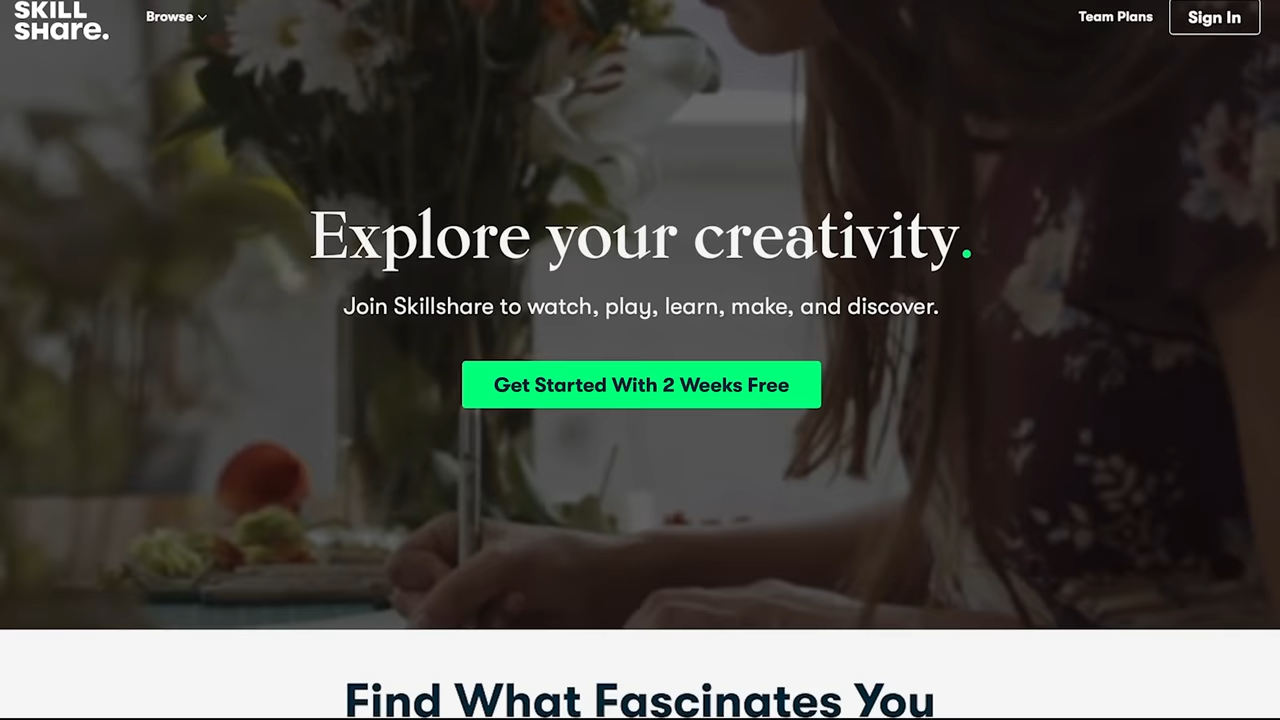 SKILL
SHare.
Browse
Team Plans
Sign In
Explore your creativity.
Join Skillshare to watch, play, learn, make, and discover.
Get Started With 2 Weeks Free
Find What Fascinates You